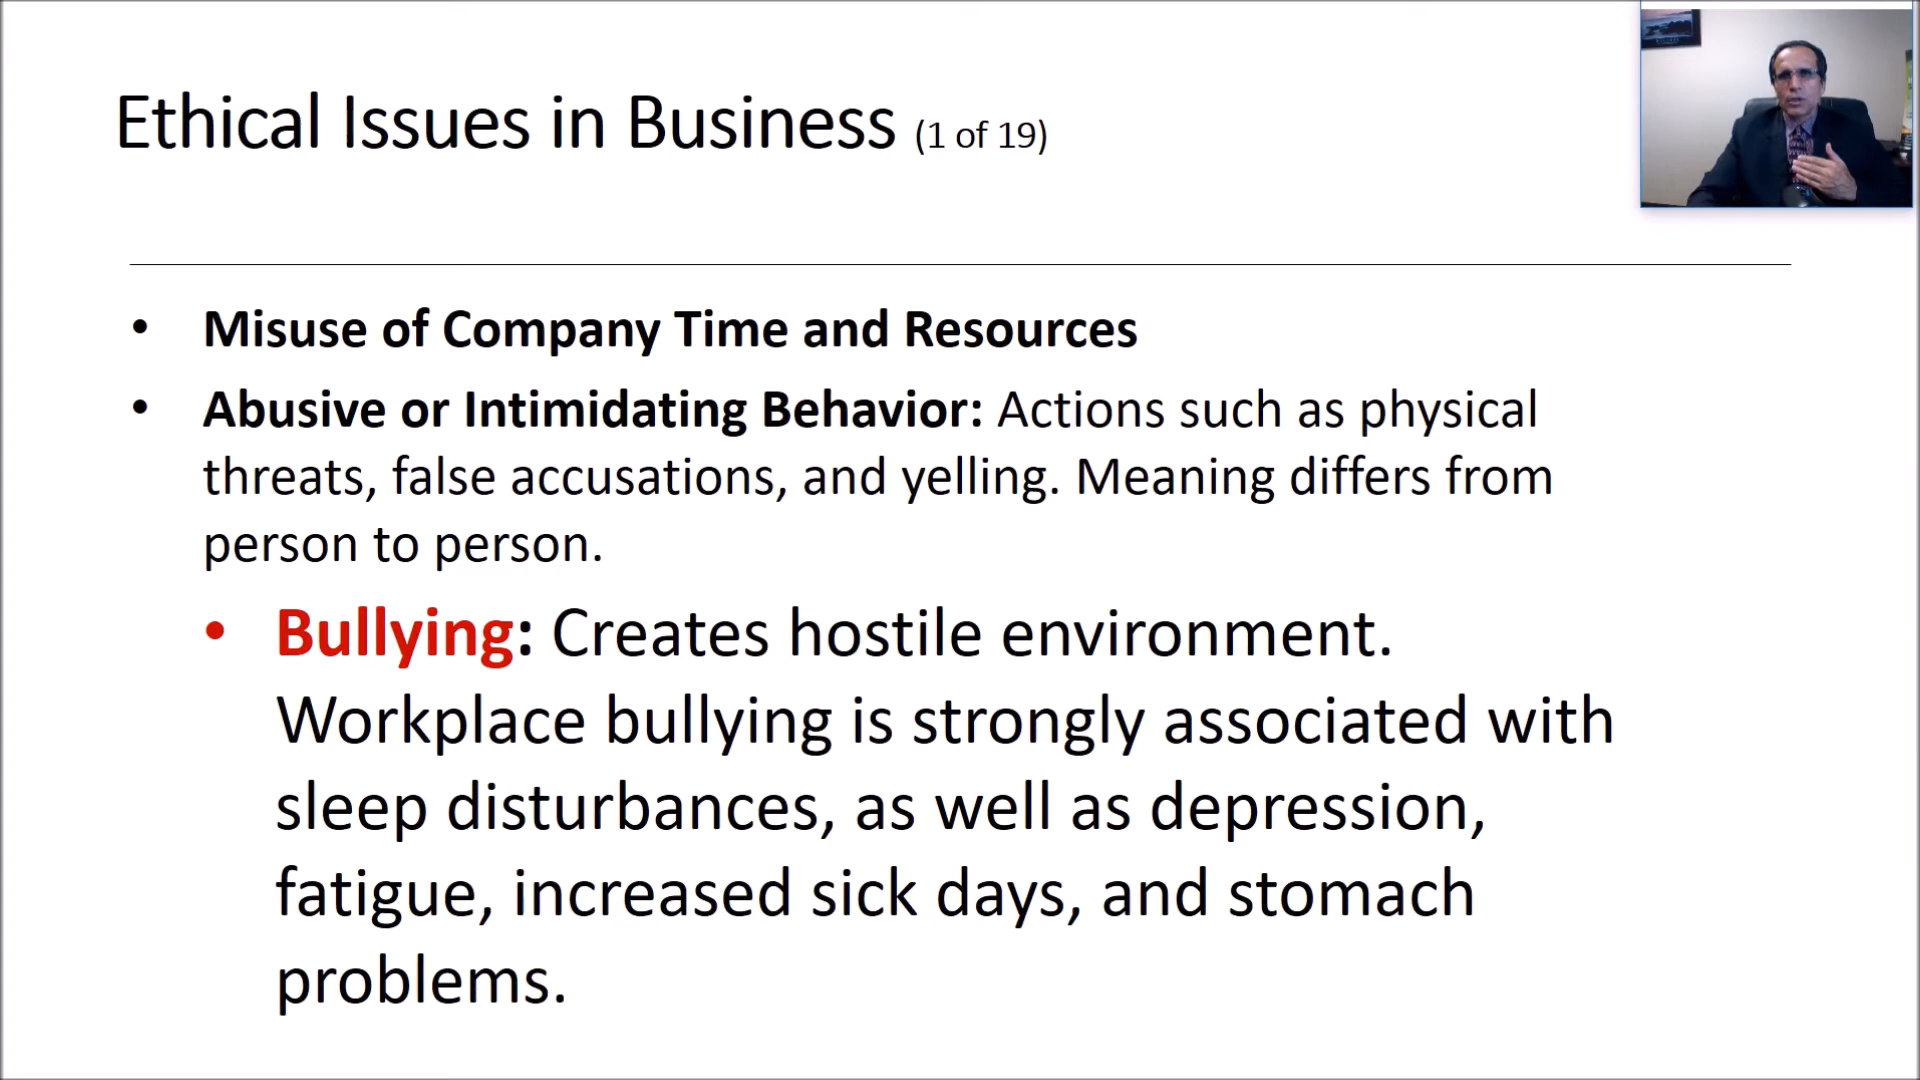 Ethical Issues in Business (1 of 19)
• Misuse of Company Time and Resources
• Abusive or Intimidating Behavior: Actions such as physical
threats, false accusations, and yelling. Meaning differs from
person to person.
• Bullying: Creates hostile environment.
Workplace bullying is strongly associated with
sleep disturbances, as well as depression,
fatigue, increased sick days, and stomach
problems.